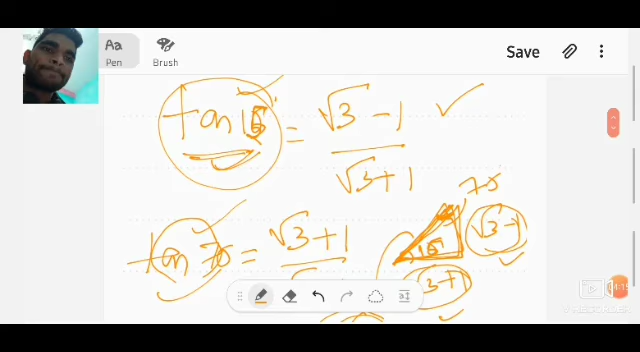 Aa
Pen
Brush
Save
tan 15 = √3 - 1
√3 + 1
75
tan 75 = √3 + 1
15
√3 - 1
3 + 1